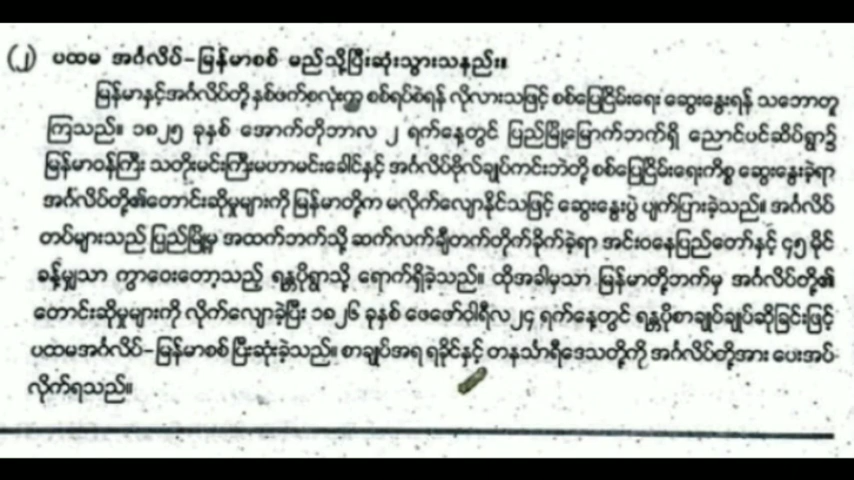 (၂) ပထမ အင်္ဂလိပ်-မြန်မာစစ် မည်သို့ပြီးဆုံးသွားသနည်း။
မြန်မာနှင့်အင်္ဂလိပ်တို့ နှစ်ဖက်စလုံးက စစ်ရပ်စဲရန် လိုလားသဖြင့် စစ်ပြေငြိမ်းရေး ဆွေးနွေးရန် သဘောတူ
ကြသည်။ ၁၈၂၅ ခုနှစ် အောက်တိုဘာလ ၂ ရက်နေ့တွင် ပြည်မြို့မြောက်ဘက်ရှိ ညောင်ပင်ဆိပ်ရွာ၌
မြန်မာဝန်ကြီး သတိုးမင်းကြီးမဟာမင်းခေါင်နှင့် အင်္ဂလိပ်ဗိုလ်ချုပ်ကင်းဘဲတို့ စစ်ပြေငြိမ်းရေးကိစ္စ ဆွေးနွေးခဲ့ရာ
အင်္ဂလိပ်တို့၏တောင်းဆိုမှုများကို မြန်မာတို့က မလိုက်လျောနိုင်သဖြင့် ဆွေးနွေးပွဲ ပျက်ပြားခဲ့သည်။ အင်္ဂလိပ်
တပ်များသည် ပြည်မြို့မှ အထက်ဘက်သို့ ဆက်လက်ချီတက်တိုက်ခိုက်ခဲ့ရာ အင်းဝနေပြည်တော်နှင့် ၄၅ မိုင်
ခန့်မျှသာ ကွာဝေးတော့သည့် ရန္တပိုရွာသို့ ရောက်ရှိခဲ့သည်။ ထိုအခါမှသာ မြန်မာတို့ဘက်မှ အင်္ဂလိပ်တို့၏
တောင်းဆိုမှုများကို လိုက်လျောခဲ့ပြီး ၁၈၂၆ ခုနှစ် ဖေဖော်ဝါရီလ၂၄ ရက်နေ့တွင် ရန္တပိုစာချုပ်ချုပ်ဆိုခြင်းဖြင့်
ပထမအင်္ဂလိပ်-မြန်မာစစ် ပြီးဆုံးခဲ့သည်။ စာချုပ်အရ ရခိုင်နှင့် တနင်္သာရီဒေသတို့ကို အင်္ဂလိပ်တို့အား ပေးအပ်
လိုက်ရသည်။